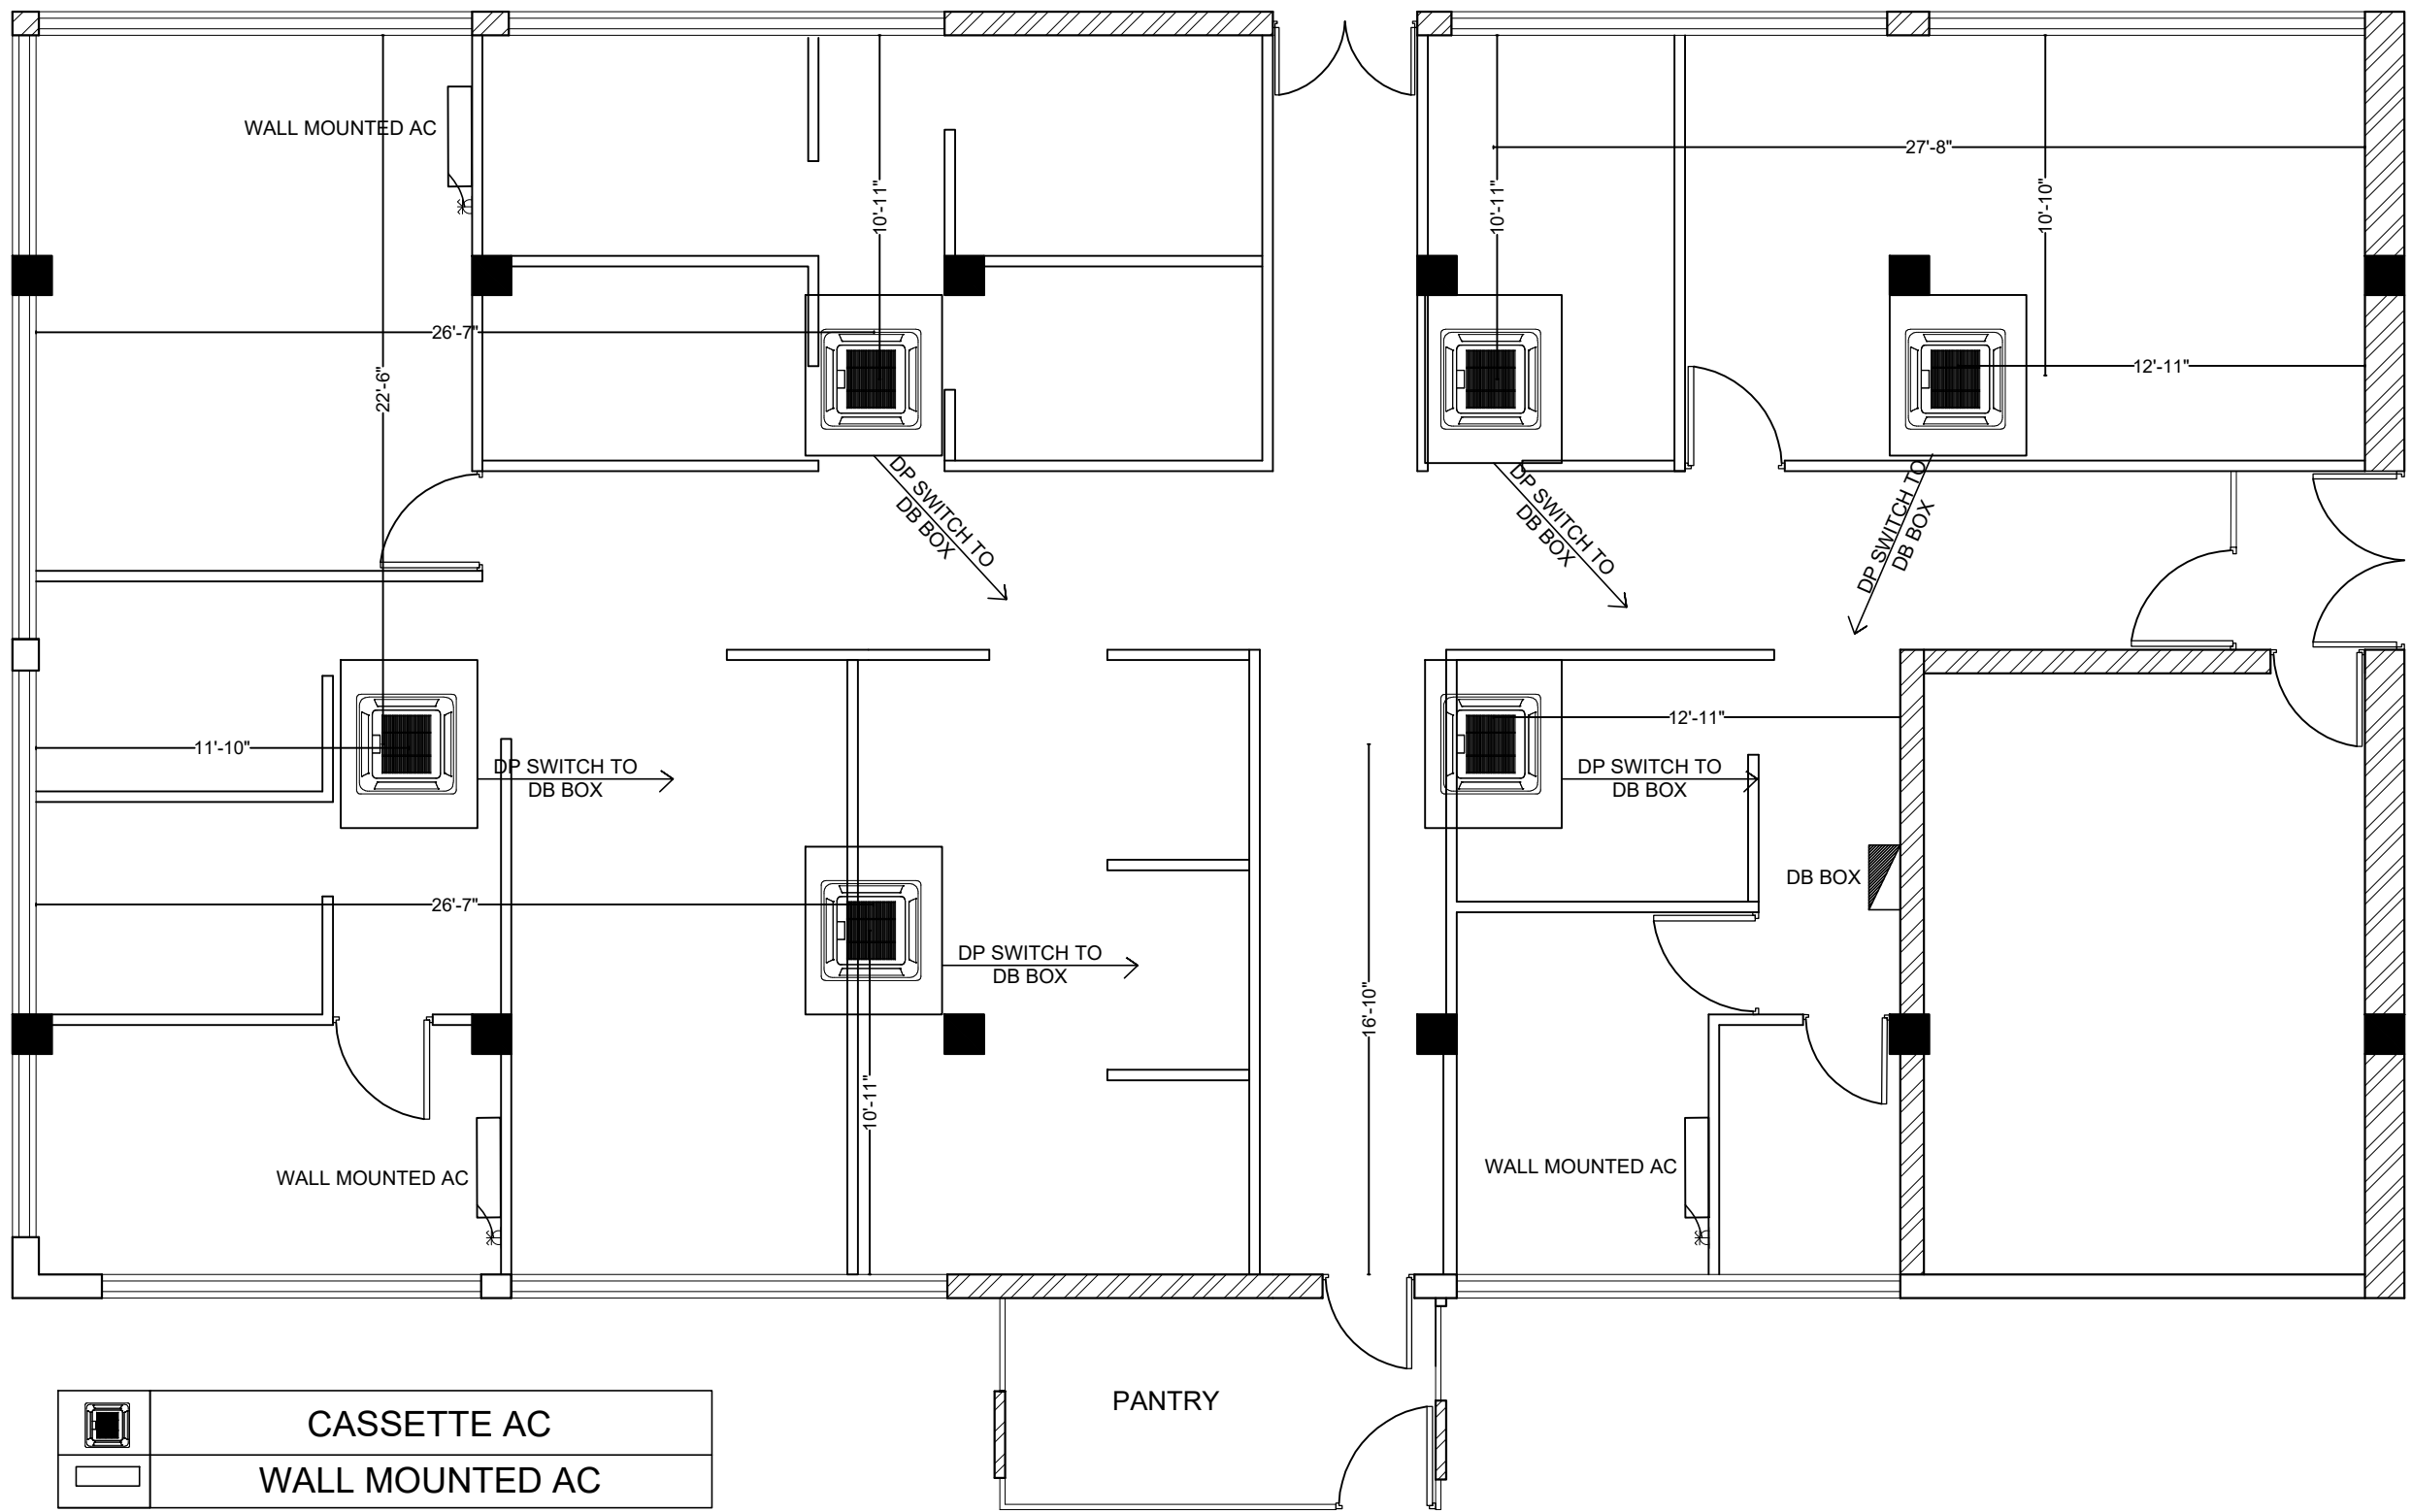 WALL MOUNTED AC
10'-11"
10'-11"
27'-8"
10'-10"
26'-7"
22'-6"
12'-11"
DP SWITCH TO
DB BOX
DP SWITCH TO
DB BOX
DP SWITCH TO
DB BOX
11'-10"
DP SWITCH TO
DB BOX
12'-11"
DP SWITCH TO
DB BOX
DB BOX
26'-7"
DP SWITCH TO
DB BOX
16'-10"
10'-11"
WALL MOUNTED AC
WALL MOUNTED AC
PANTRY
CASSETTE AC
WALL MOUNTED AC